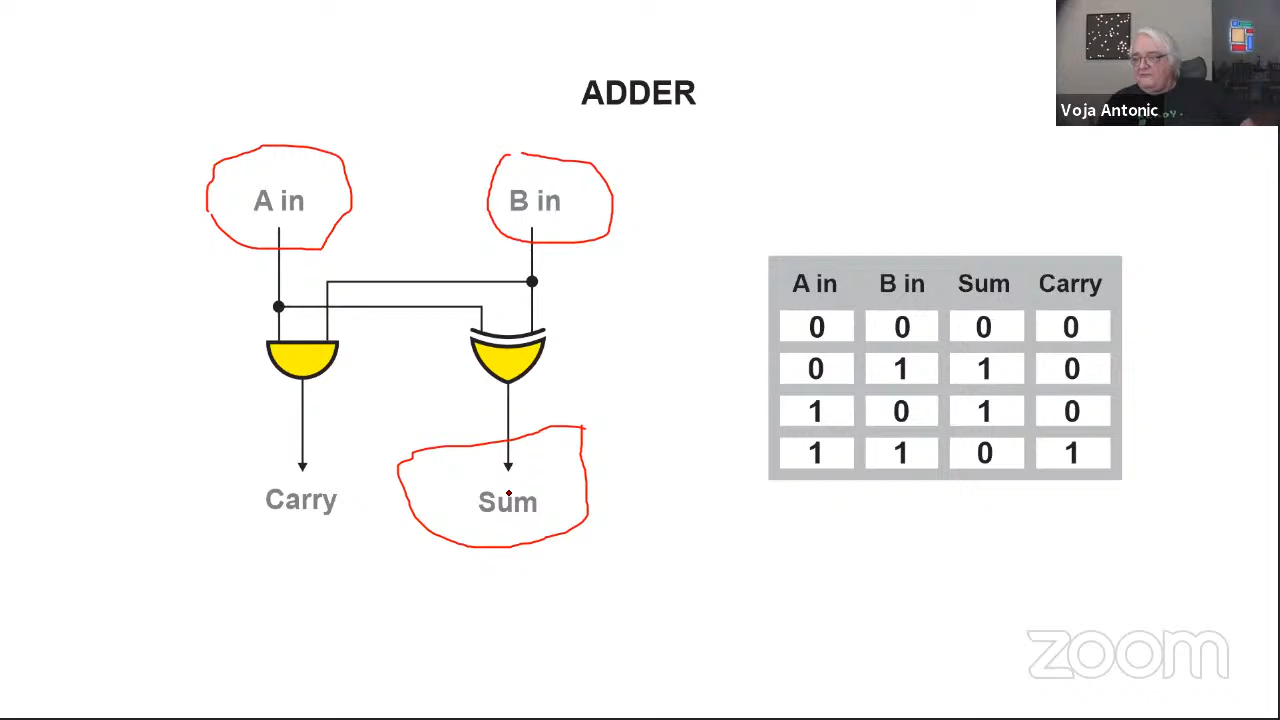 ADDER
Voja Antonic
A in
B in
Carry
Sum
A in B in Sum Carry
0 0 0 0
0 1 1 0
1 0 1 0
1 1 0 1
zoom